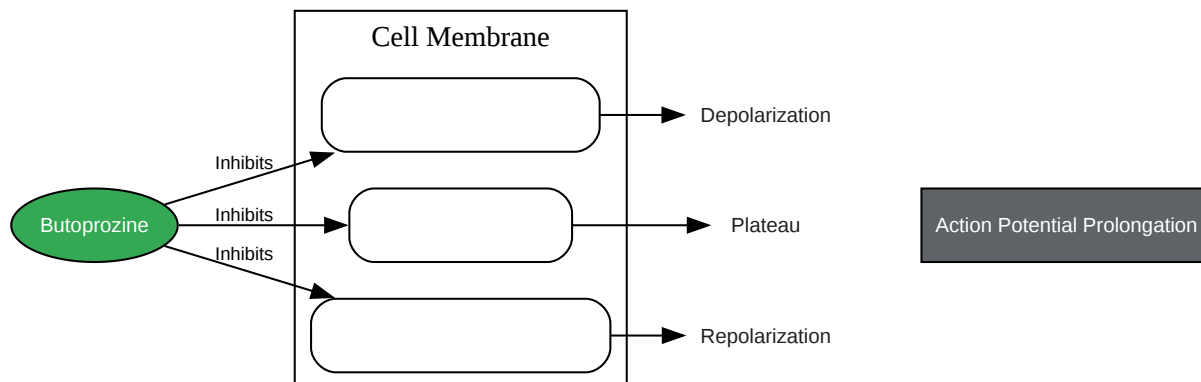 Cell Membrane
Depolarization
Inhibits
Butoprozine
Inhibits
Plateau
Action Potential Prolongation
Inhibits
Repolarization